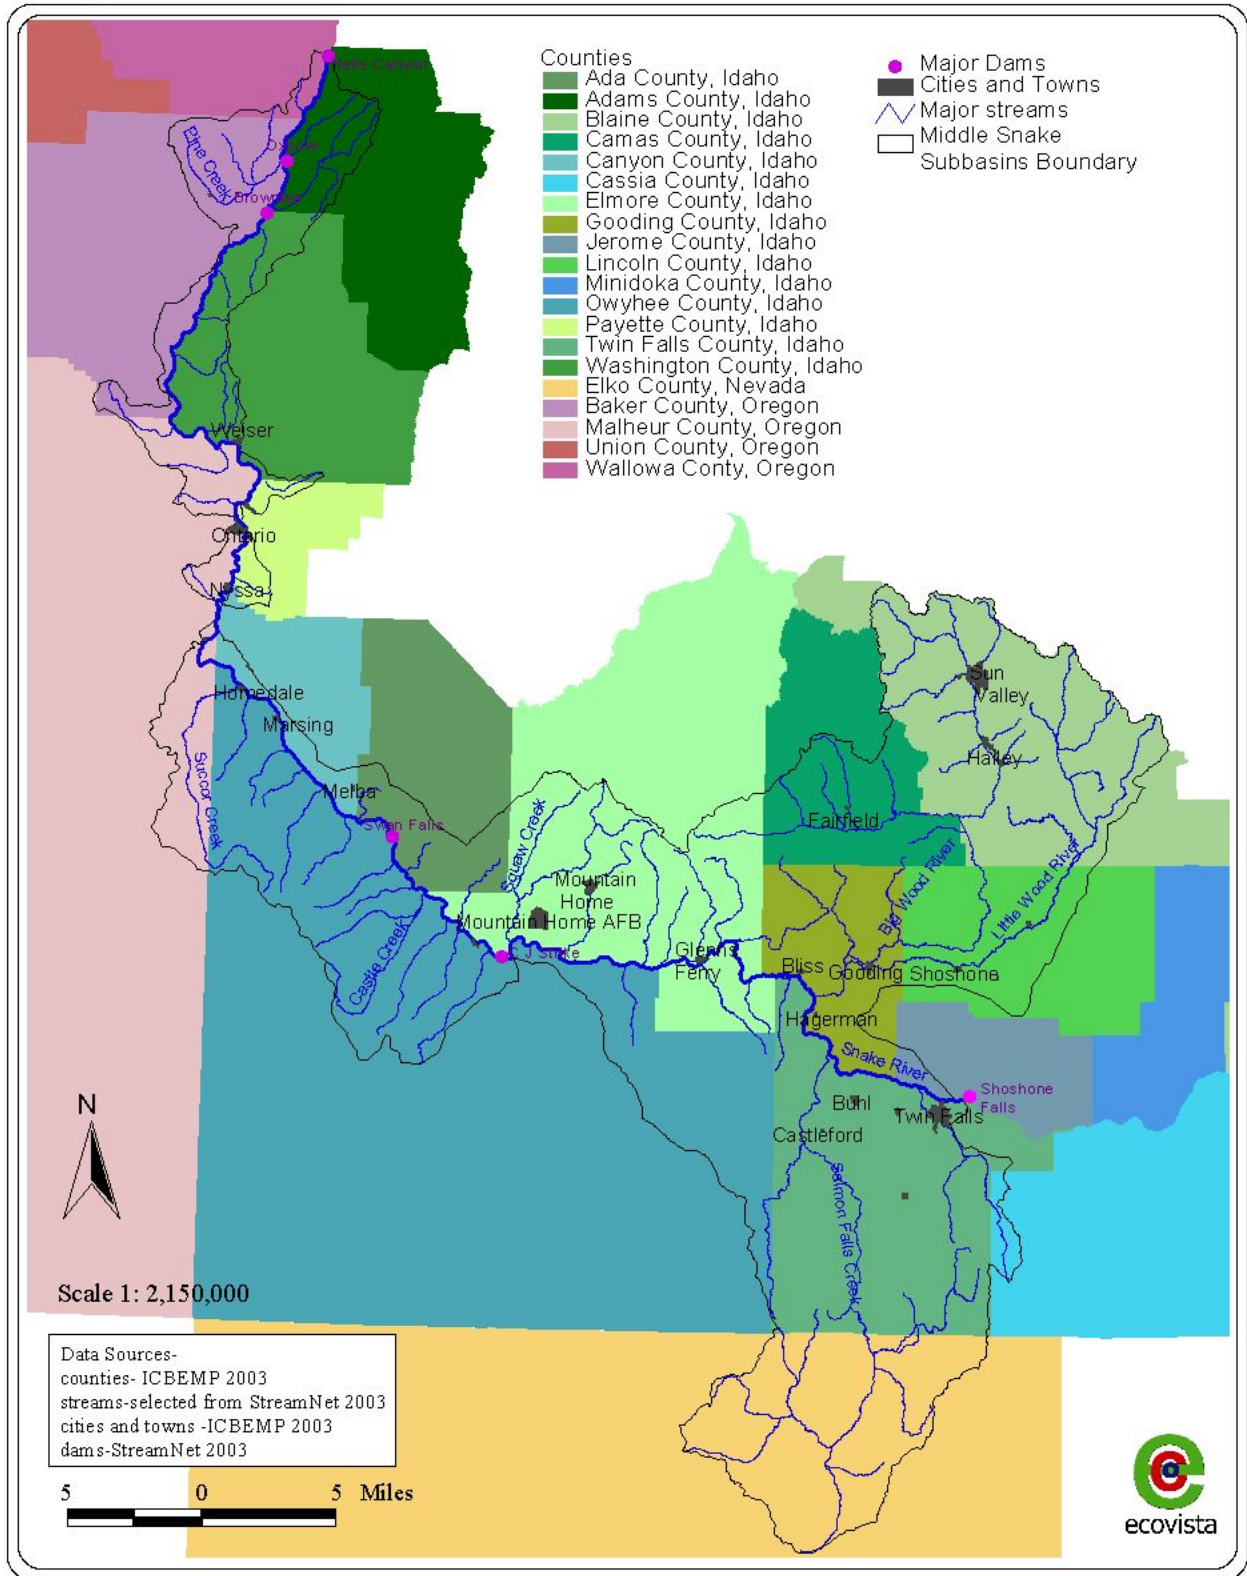 Counties
Ada County, Idaho
Adams County, Idaho
Blaine County, Idaho
Camas County, Idaho
Canyon County, Idaho
Cassia County, Idaho
Elmore County, Idaho
Gooding County, Idaho
Jerome County, Idaho
Lincoln County, Idaho
Minidoka County, Idaho
Owyhee County, Idaho
Payette County, Idaho
Twin Falls County, Idaho
Washington County, Idaho
Elko County, Nevada
Baker County, Oregon
Malheur County, Oregon
Union County, Oregon
Wallowa Conty, Oregon
Major Dams
Cities and Towns
Major streams
Middle Snake
Subbasins Boundary
Hells Canyon
Pine Creek
Weiser
Ontario
Nyssa
Homedale
Marsing
Succor Creek
Melba
Swan Falls
Squaw Creek
Mountain
Home
Mountain Home AFB
Castle Creek
C J Strike
Glenns
Ferry
Sun
Valley
Hailey
Fairfield
Big Wood River
Little Wood River
Bliss
Gooding
Shoshone
Hagerman
Snake River
Shoshone
Falls
Buhl
Twin Falls
Castleford
Salmon Falls Creek
N
Scale 1: 2,150,000
Data Sources-
counties- ICBEMP 2003
streams-selected from StreamNet 2003
cities and towns -ICBEMP 2003
dams-StreamNet 2003
5 0 5 Miles
ecovista